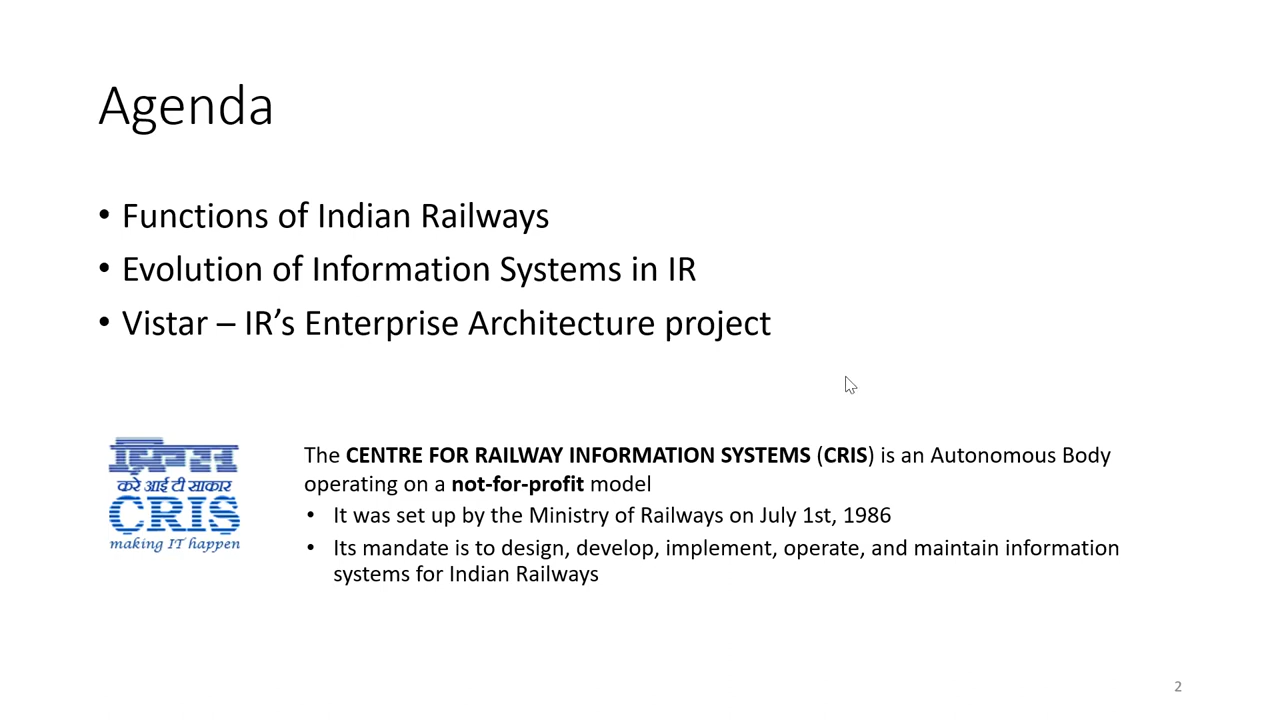 Agenda
• Functions of Indian Railways
• Evolution of Information Systems in IR
• Vistar – IR’s Enterprise Architecture project
क्रिस
करे आई टी साकार
CRIS
making IT happen
The CENTRE FOR RAILWAY INFORMATION SYSTEMS (CRIS) is an Autonomous Body
operating on a not-for-profit model
• It was set up by the Ministry of Railways on July 1st, 1986
• Its mandate is to design, develop, implement, operate, and maintain information
systems for Indian Railways
2